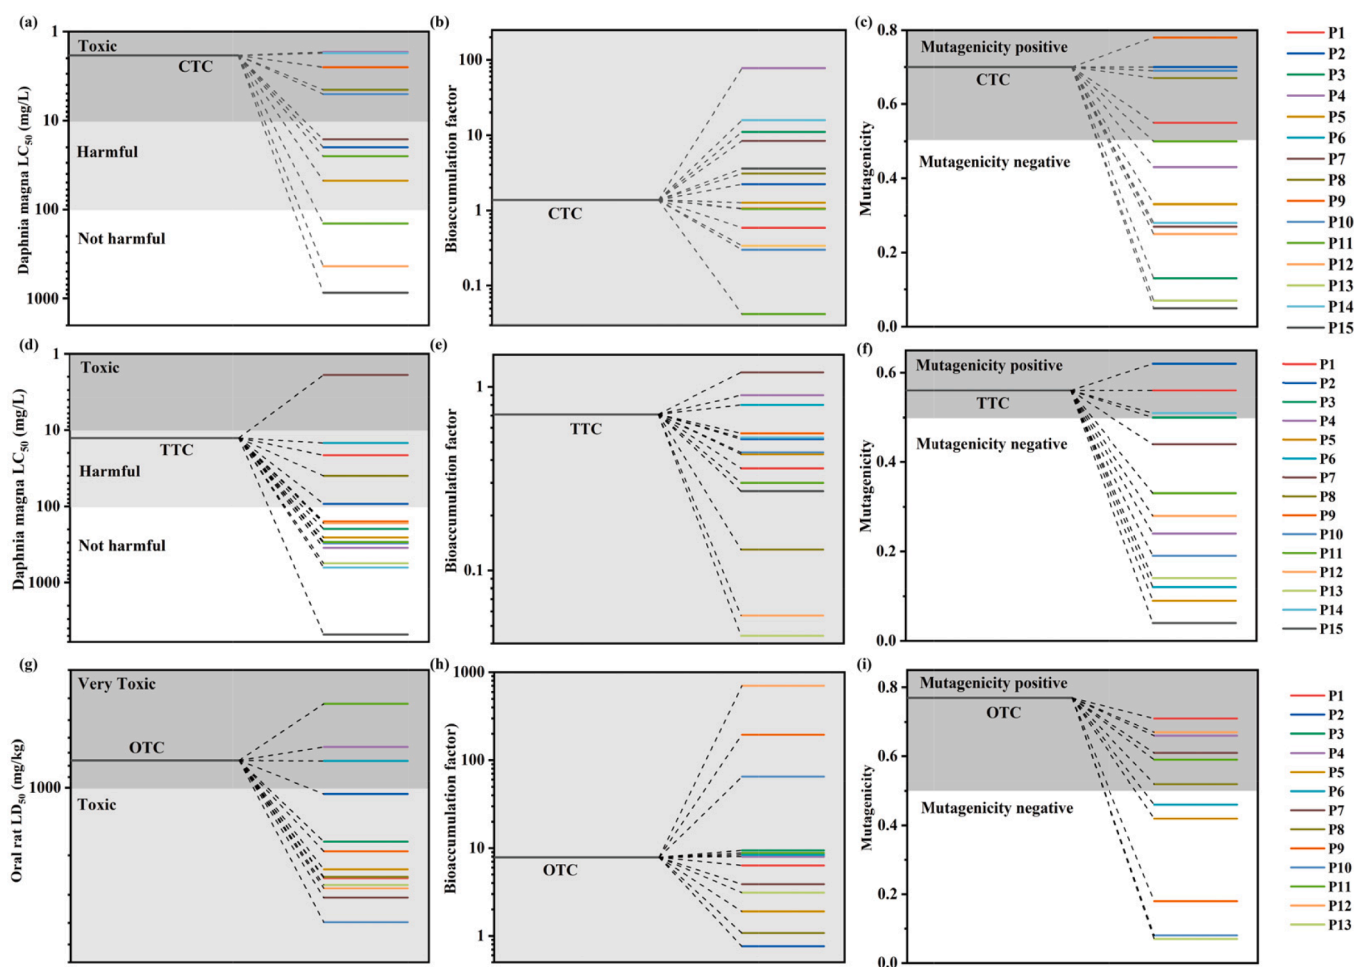 (a)
Daphnia magna LC50 (mg/L)
1
10
100
1000
Toxic
CTC
Harmful
Not harmful
(b)
Bioaccumulation factor
100
10
1
0.1
CTC
(c)
Mutagenicity
0.8
0.6
0.4
0.2
0.0
Mutagenicity positive
CTC
Mutagenicity negative
P1
P2
P3
P4
P5
P6
P7
P8
P9
P10
P11
P12
P13
P14
P15
(d)
Daphnia magna LC50 (mg/L)
1
10
100
1000
Toxic
TTC
Harmful
Not harmful
(e)
Bioaccumulation factor
1
0.1
TTC
(f)
Mutagenicity
0.6
0.4
0.2
0.0
Mutagenicity positive
TTC
Mutagenicity negative
P1
P2
P3
P4
P5
P6
P7
P8
P9
P10
P11
P12
P13
P14
P15
(g)
Oral rat LD50 (mg/kg)
1000
Very Toxic
OTC
Toxic
(h)
Bioaccumulation factor)
1000
100
10
1
OTC
(i)
Mutagenicity
0.8
0.6
0.4
0.2
0.0
Mutagenicity positive
OTC
Mutagenicity negative
P1
P2
P3
P4
P5
P6
P7
P8
P9
P10
P11
P12
P13